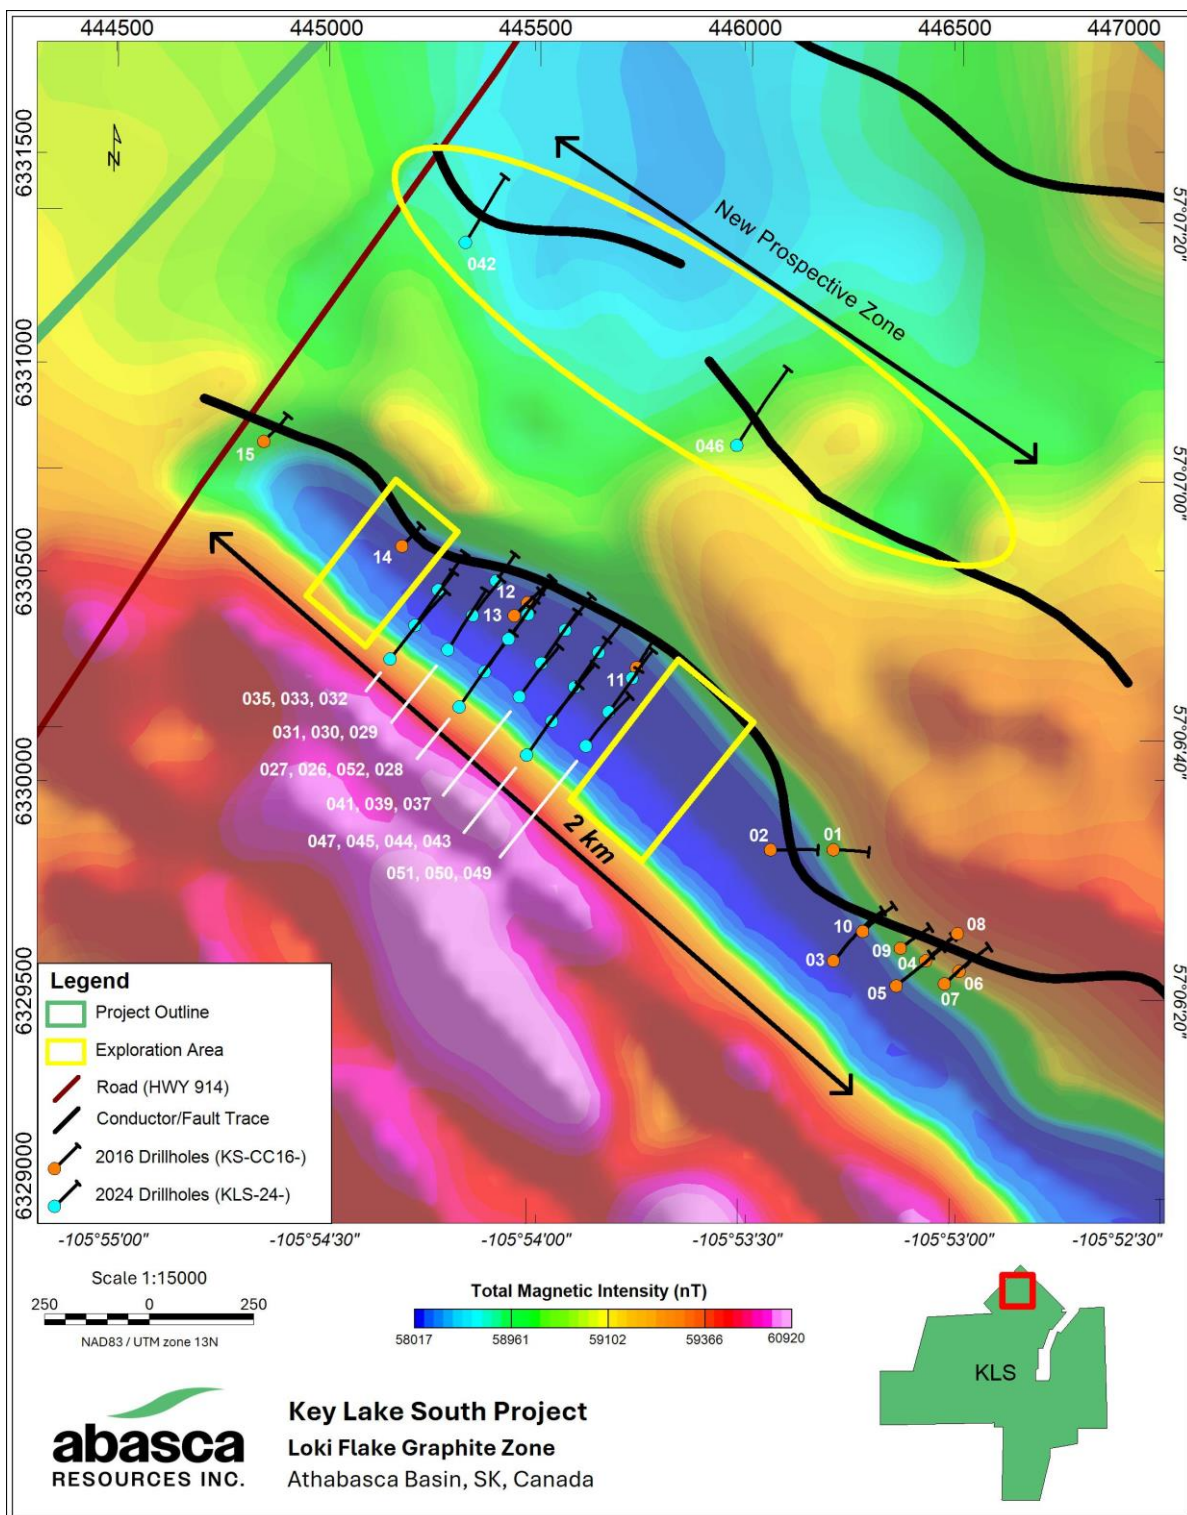 444500 445000 445500 446000 446500 447000
6331500
6331000
6330500
6330000
6329500
6329000
57°07'20"
57°07'00"
57°06'40"
57°06'20"
N
New Prospective Zone
042
046
15
14
12
13
11
035, 033, 032
031, 030, 029
027, 026, 052, 028
041, 039, 037
047, 045, 044, 043
051, 050, 049
2 km
02 01
10 08
09
03 04
05 06
07
Legend
Project Outline
Exploration Area
Road (HWY 914)
Conductor/Fault Trace
2016 Drillholes (KS-CC16-)
2024 Drillholes (KLS-24-)
-105°55'00" -105°54'30" -105°54'00" -105°53'30" -105°53'00" -105°52'30"
Scale 1:15000
250 0 250
NAD83 / UTM zone 13N
Total Magnetic Intensity (nT)
58017 58961 59102 59366 60920
KLS
abasca
RESOURCES INC.
Key Lake South Project
Loki Flake Graphite Zone
Athabasca Basin, SK, Canada